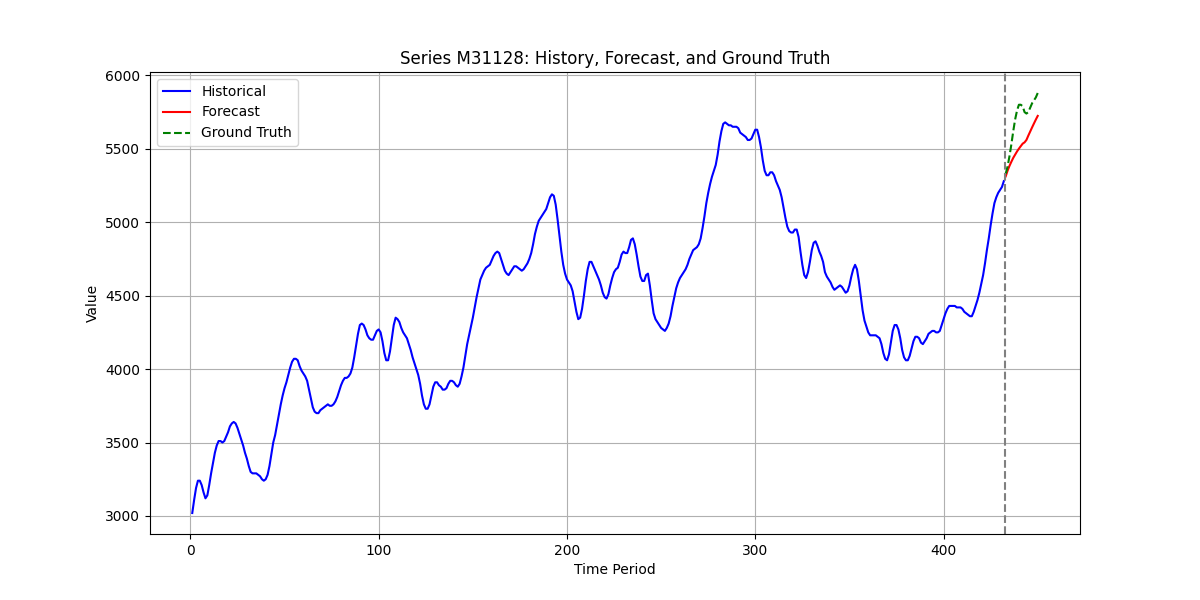 Series M31128: History, Forecast, and Ground Truth
Historical
Forecast
Ground Truth
6000
5500
5000
4500
4000
3500
3000
Value
0 100 200 300 400
Time Period